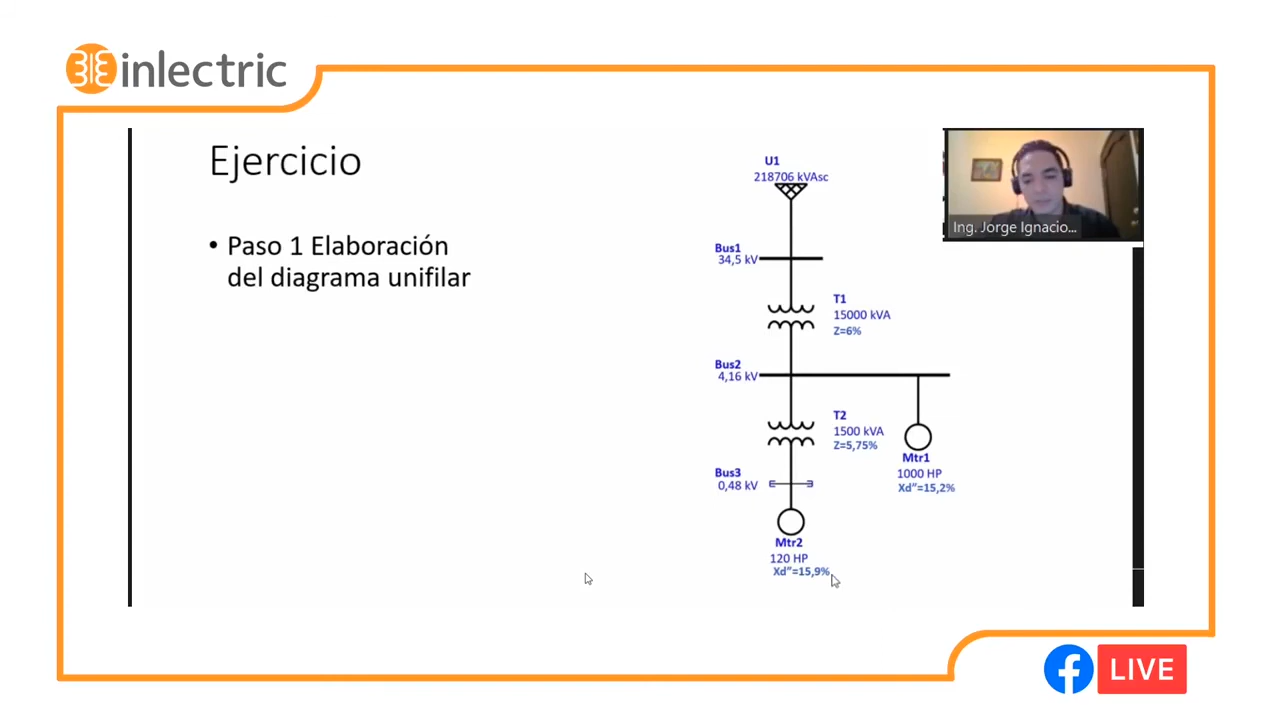 inlectric
Ejercicio
• Paso 1 Elaboración
del diagrama unifilar
U1
218706 kVAsc
Bus1
34,5 kV
T1
15000 kVA
Z=6%
Bus2
4,16 kV
T2
1500 kVA
Z=5,75%
Mtr1
1000 HP
Xd"=15,2%
Bus3
0,48 kV
Mtr2
120 HP
Xd"=15,9%
Ing. Jorge Ignacio...
LIVE